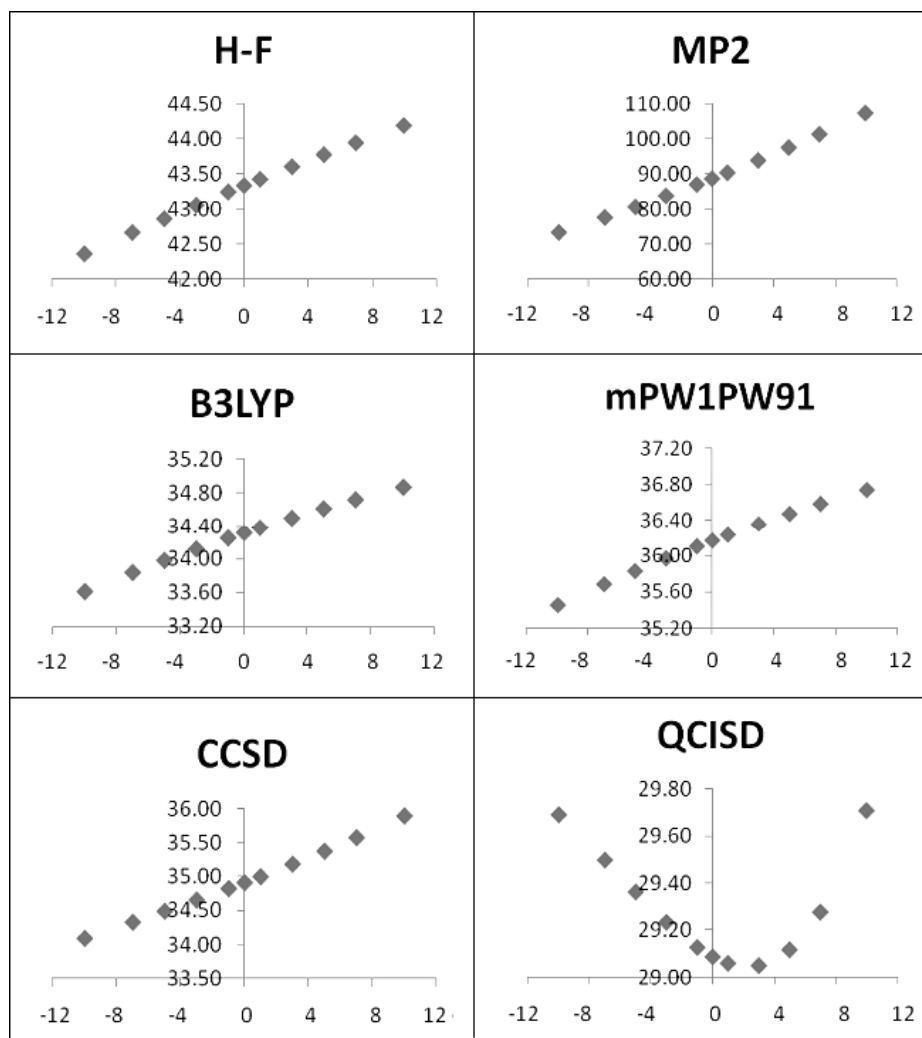 H-F
44.50
44.00
43.50
43.00
42.50
42.00
-12 -8 -4 0 4 8 12
MP2
110.00
100.00
90.00
80.00
70.00
60.00
-12 -8 -4 0 4 8 12
B3LYP
35.20
34.80
34.40
34.00
33.60
33.20
-12 -8 -4 0 4 8 12
mPW1PW91
37.20
36.80
36.40
36.00
35.60
35.20
-12 -8 -4 0 4 8 12
CCSD
36.00
35.50
35.00
34.50
34.00
33.50
-12 -8 -4 0 4 8 12
QCISD
29.80
29.60
29.40
29.20
29.00
-12 -8 -4 0 4 8 12